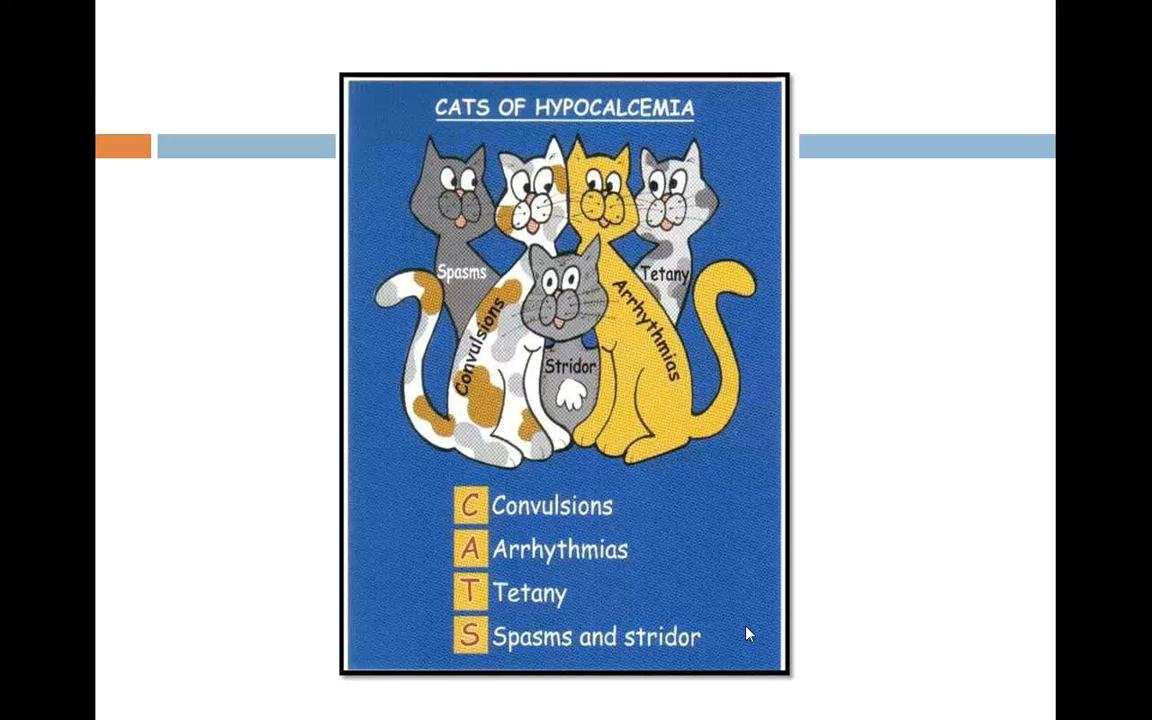 CATS OF HYPOCALCEMIA
Spasms
Tetany
Convulsions
Arrhythmias
Stridor
C Convulsions
A Arrhythmias
T Tetany
S Spasms and stridor